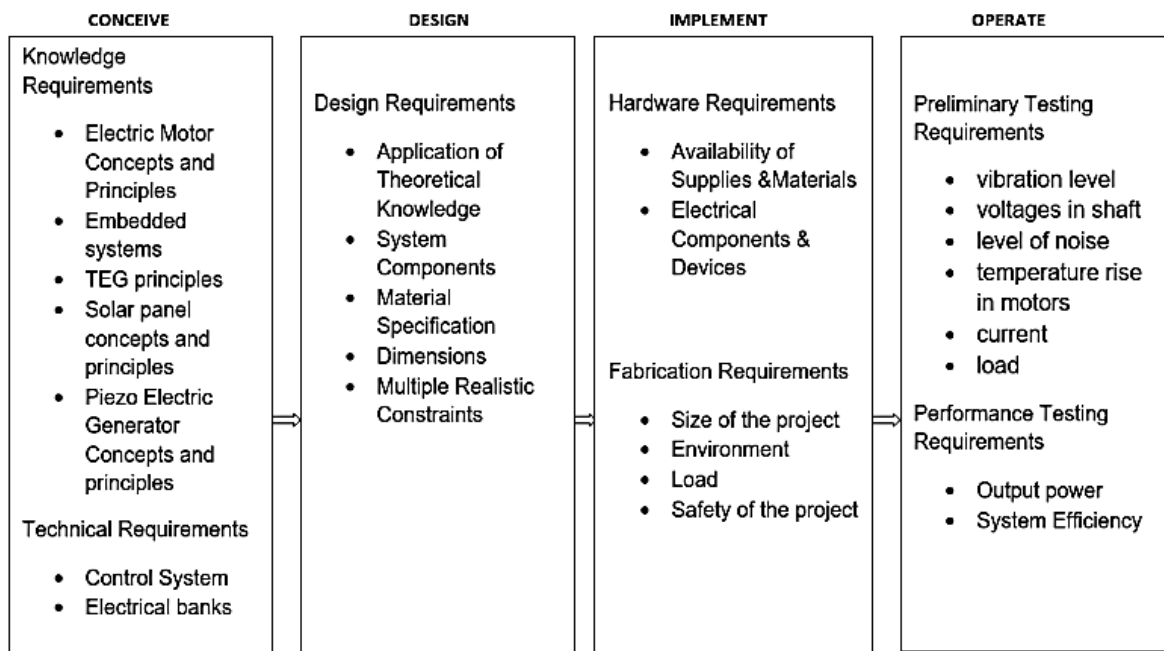 CONCEIVE
Knowledge
Requirements
• Electric Motor
Concepts and
Principles
• Embedded
systems
• TEG principles
• Solar panel
concepts and
principles
• Piezo Electric
Generator
Concepts and
principles
Technical Requirements
• Control System
• Electrical banks
DESIGN
Design Requirements
• Application of
Theoretical
Knowledge
• System
Components
• Material
Specification
• Dimensions
• Multiple Realistic
Constraints
IMPLEMENT
Hardware Requirements
• Availability of
Supplies &Materials
• Electrical
Components &
Devices
Fabrication Requirements
• Size of the project
• Environment
• Load
• Safety of the project
OPERATE
Preliminary Testing
Requirements
• vibration level
• voltages in shaft
• level of noise
• temperature rise
in motors
• current
• load
Performance Testing
Requirements
• Output power
• System Efficiency